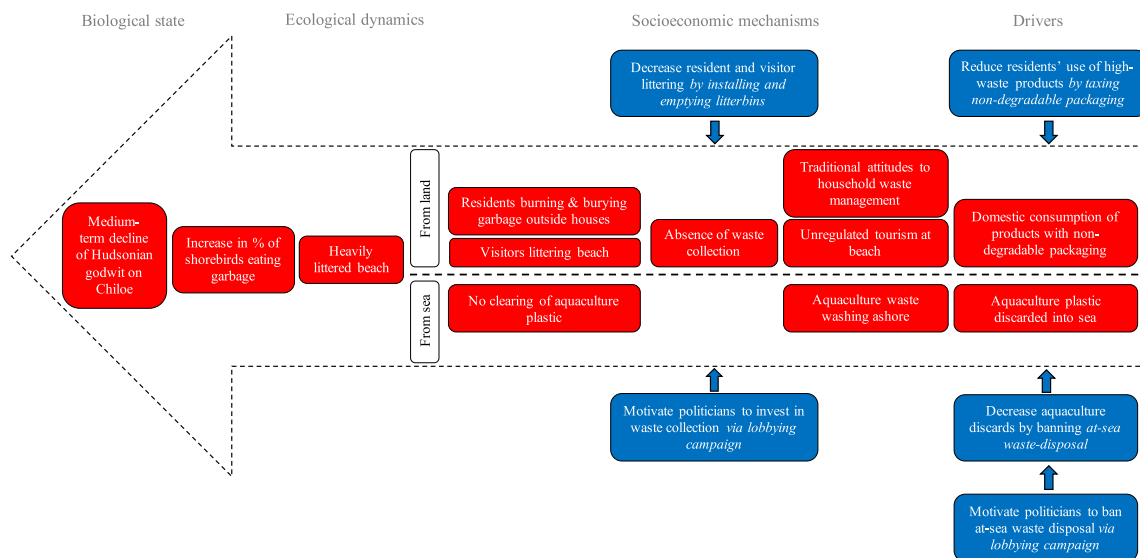 Biological state
Ecological dynamics
Socioeconomic mechanisms
Drivers
Decrease resident and visitor
littering by installing and
emptying litterbins
Reduce residents' use of high-
waste products by taxing
non-degradable packaging
From land
Traditional attitudes to
household waste
management
Residents burning & burying
garbage outside houses
Medium-
term decline
of Hudsonian
godwit on
Chiloe
Increase in % of
shorebirds eating
garbage
Heavily
littered beach
Visitors littering beach
Absence of waste
collection
Unregulated tourism at
beach
Domestic consumption of
products with non-
degradable packaging
From sea
No clearing of aquaculture
plastic
Aquaculture waste
washing ashore
Aquaculture plastic
discarded into sea
Motivate politicians to invest in
waste collection via lobbying
campaign
Decrease aquaculture
discards by banning at-sea
waste-disposal
Motivate politicians to ban
at-sea waste disposal via
lobbying campaign